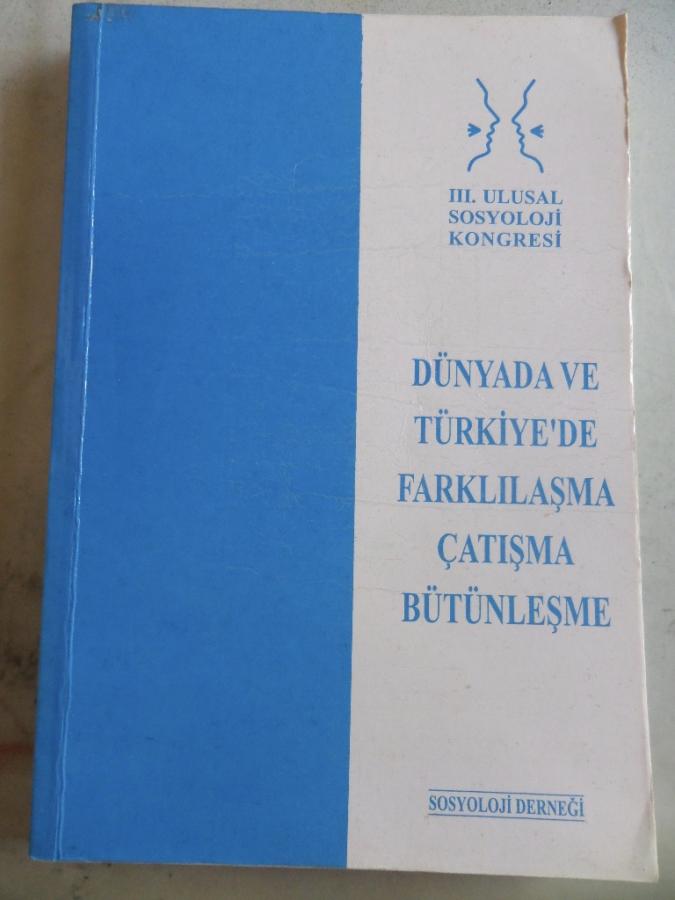 III. ULUSAL
SOSYOLOJİ
KONGRESİ
DÜNYADA VE
TÜRKİYE'DE
FARKLILAŞMA
ÇATIŞMA
BÜTÜNLEŞME
SOSYOLOJİ DERNEĞİ